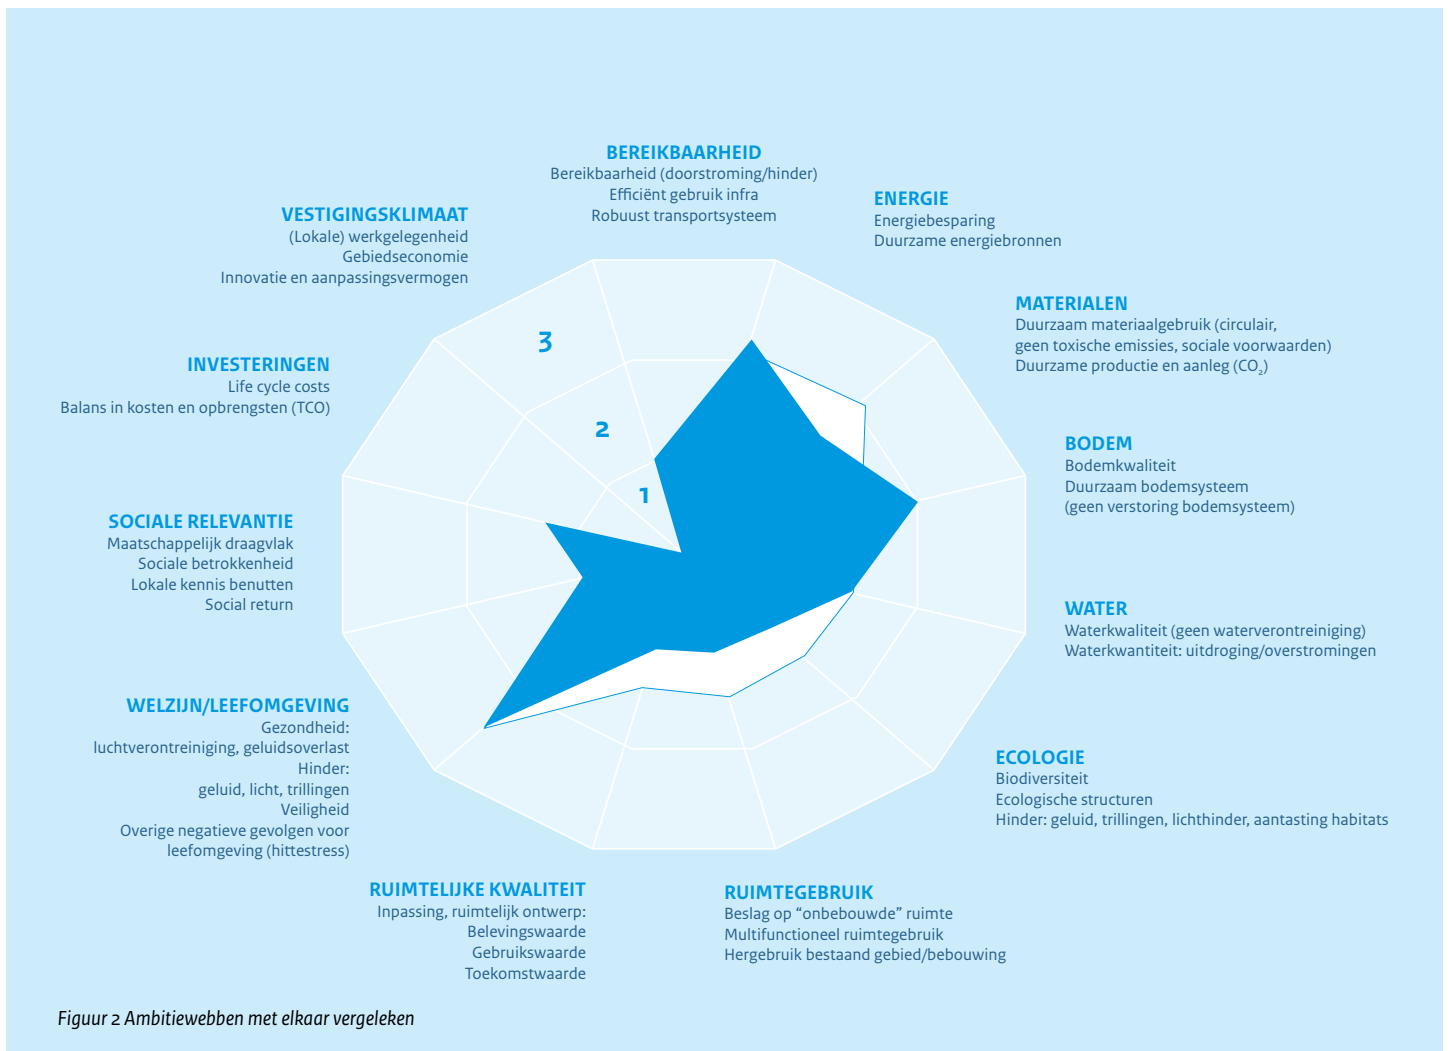 BEREIKBAARHEID
Bereikbaarheid (doorstroming/hinder)
Efficiënt gebruik infra
Robuust transportsysteem
ENERGIE
Energiebesparing
Duurzame energiebronnen
MATERIALEN
Duurzaam materiaalgebruik (circulair,
geen toxische emissies, sociale voorwaarden)
Duurzame productie en aanleg (CO₂)
BODEM
Bodemkwaliteit
Duurzaam bodemsysteem
(geen verstoring bodemsysteem)
WATER
Waterkwaliteit (geen waterverontreiniging)
Waterkwantiteit: uitdroging/overstromingen
ECOLOGIE
Biodiversiteit
Ecologische structuren
Hinder: geluid, trillingen, lichthinder, aantasting habitats
RUIMTEGEBRUIK
Beslag op “onbebouwde” ruimte
Multifunctioneel ruimtegebruik
Hergebruik bestaand gebied/bebouwing
RUIMTELIJKE KWALITEIT
Inpassing, ruimtelijk ontwerp:
Belevingswaarde
Gebruikswaarde
Toekomstwaarde
WELZIJN/LEEFOMGEVING
Gezondheid:
luchtverontreiniging, geluidsoverlast
Hinder:
geluid, licht, trillingen
Veiligheid
Overige negatieve gevolgen voor
leefomgeving (hittestress)
SOCIALE RELEVANTIE
Maatschappelijk draagvlak
Sociale betrokkenheid
Lokale kennis benutten
Social return
INVESTERINGEN
Life cycle costs
Balans in kosten en opbrengsten (TCO)
VESTIGINGSKLIMAAT
(Lokale) werkgelegenheid
Gebiedseconomie
Innovatie en aanpassingsvermogen
3
2
1
Figuur 2 Ambitiewebben met elkaar vergeleken